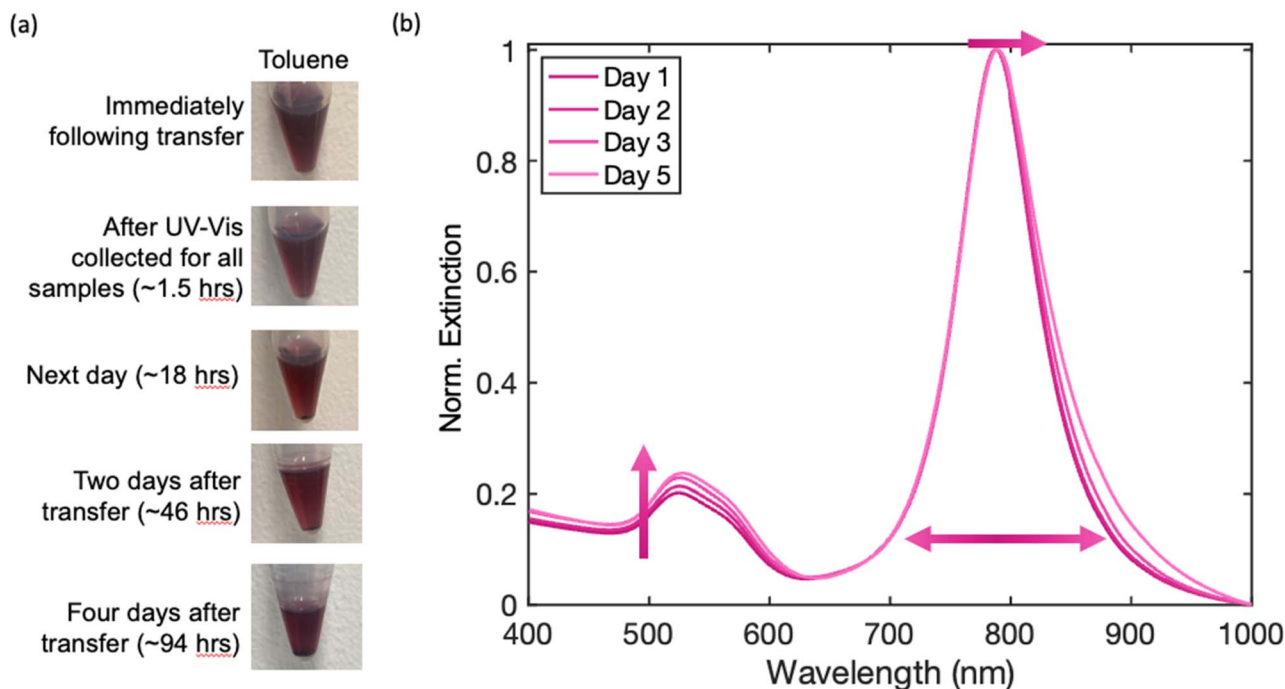 (a)
Toluene
Immediately
following transfer
After UV-Vis
collected for all
samples (~1.5 hrs)
Next day (~18 hrs)
Two days after
transfer (~46 hrs)
Four days after
transfer (~94 hrs)
(b)
Day 1
Day 2
Day 3
Day 5
1
0.8
0.6
0.4
0.2
0
Norm. Extinction
400 500 600 700 800 900 1000
Wavelength (nm)